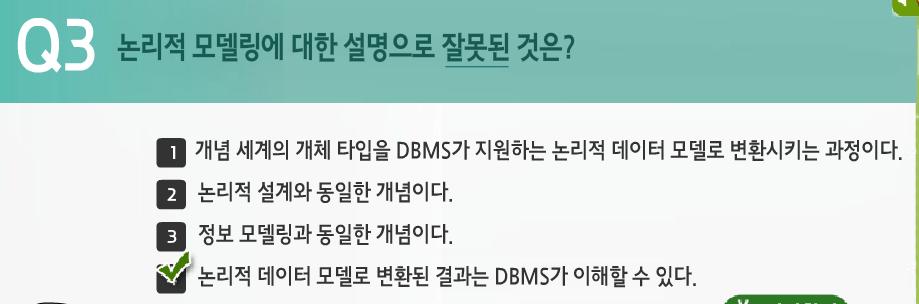 Q3 논리적 모델링에 대한 설명으로 잘못된 것은?
1 개념 세계의 개체 타입을 DBMS가 지원하는 논리적 데이터 모델로 변환시키는 과정이다.
2 논리적 설계와 동일한 개념이다.
3 정보 모델링과 동일한 개념이다.
논리적 데이터 모델로 변환된 결과는 DBMS가 이해할 수 있다.